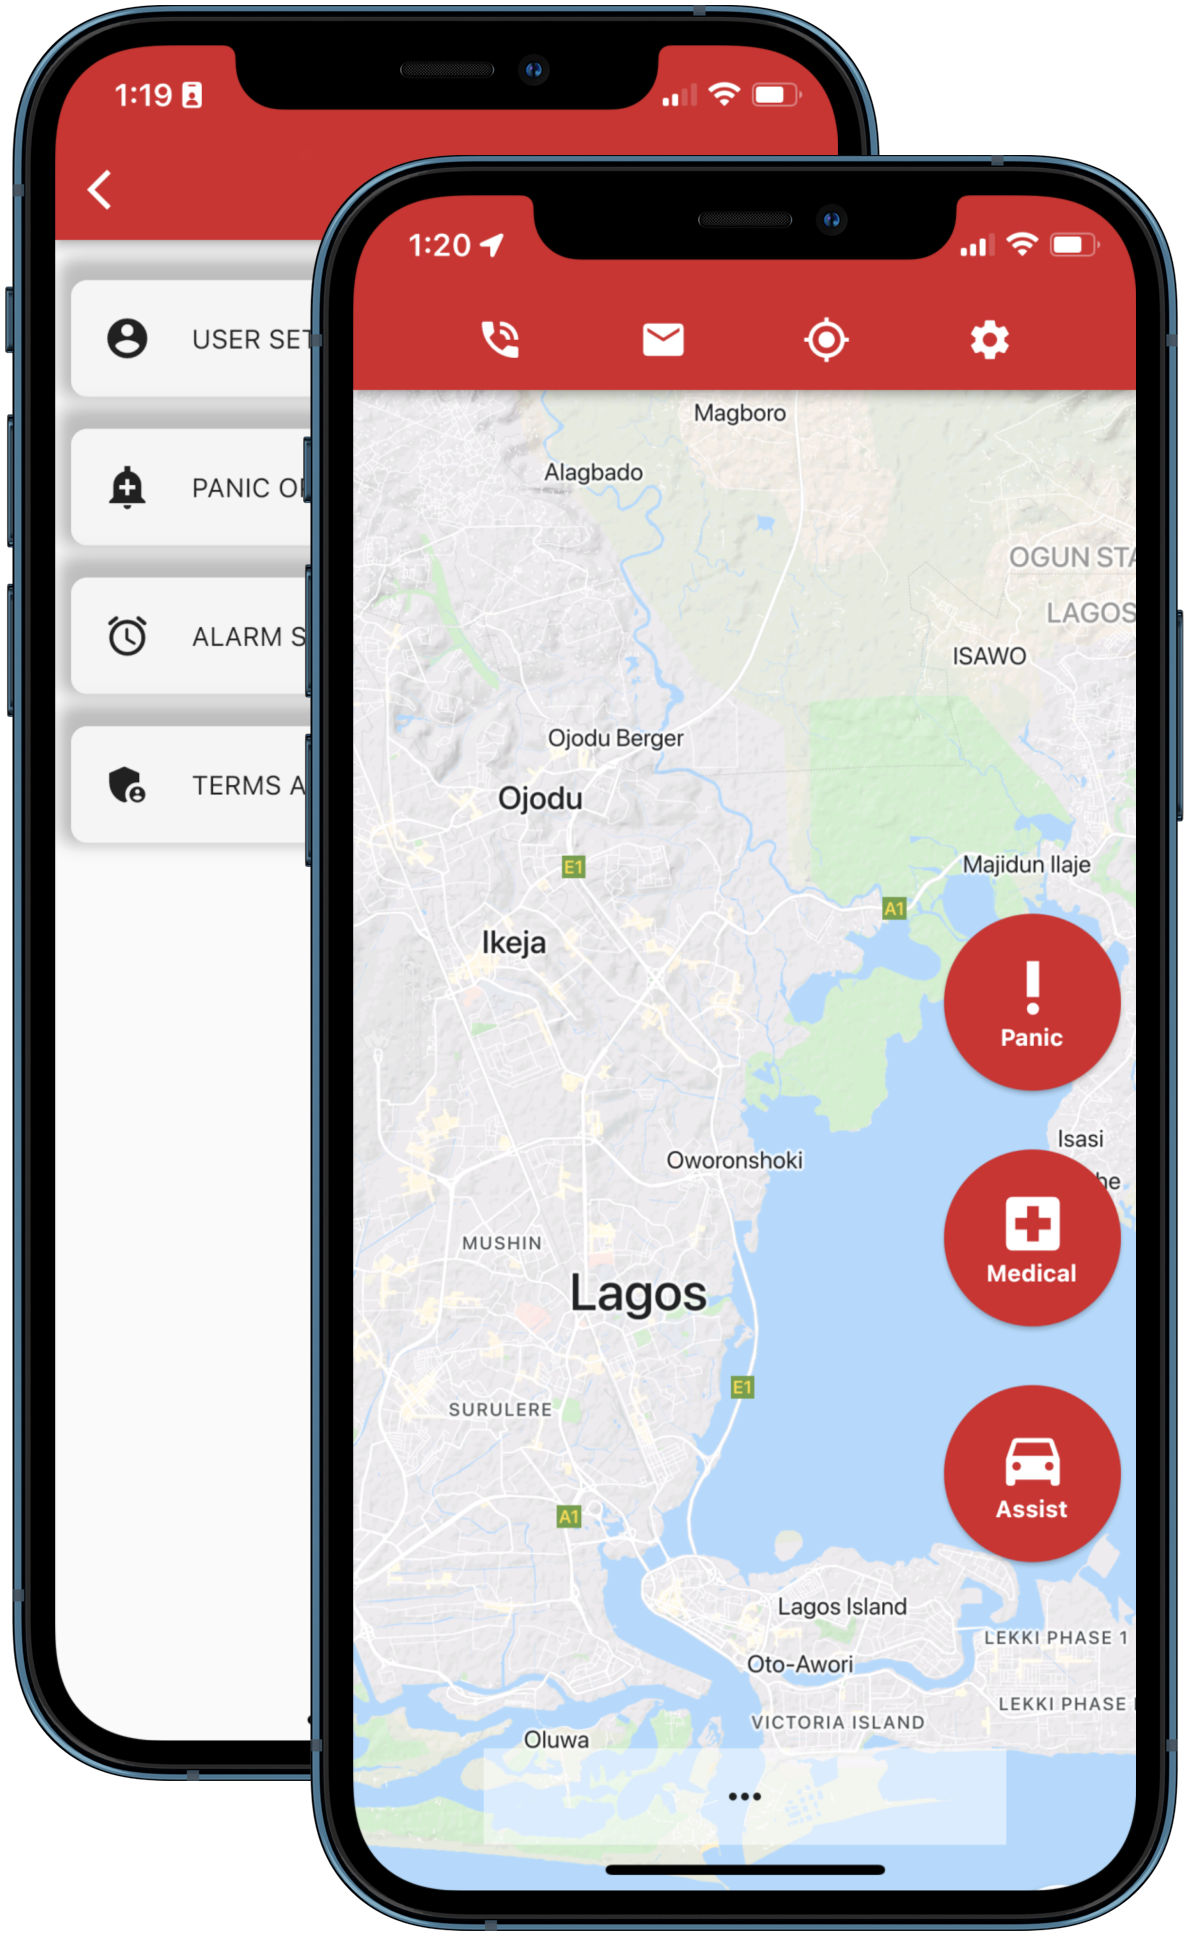 1:19
USER SET
PANIC
ALARM S
TERMS A
1:20
Magboro
Alagbado
OGUN STA
LAGOS
ISAWO
Ojodu Berger
Ojodu
E1
Majidun Ilaje
A1
Ikeja
Panic
Isasi
Oworonshoki
he
MUSHIN
Medical
Lagos
E1
SURULERE
A1
Assist
Lagos Island
LEKKI PHASE 1
Oto-Awori
LEKKI PHASE
VICTORIA ISLAND
Oluwa
...